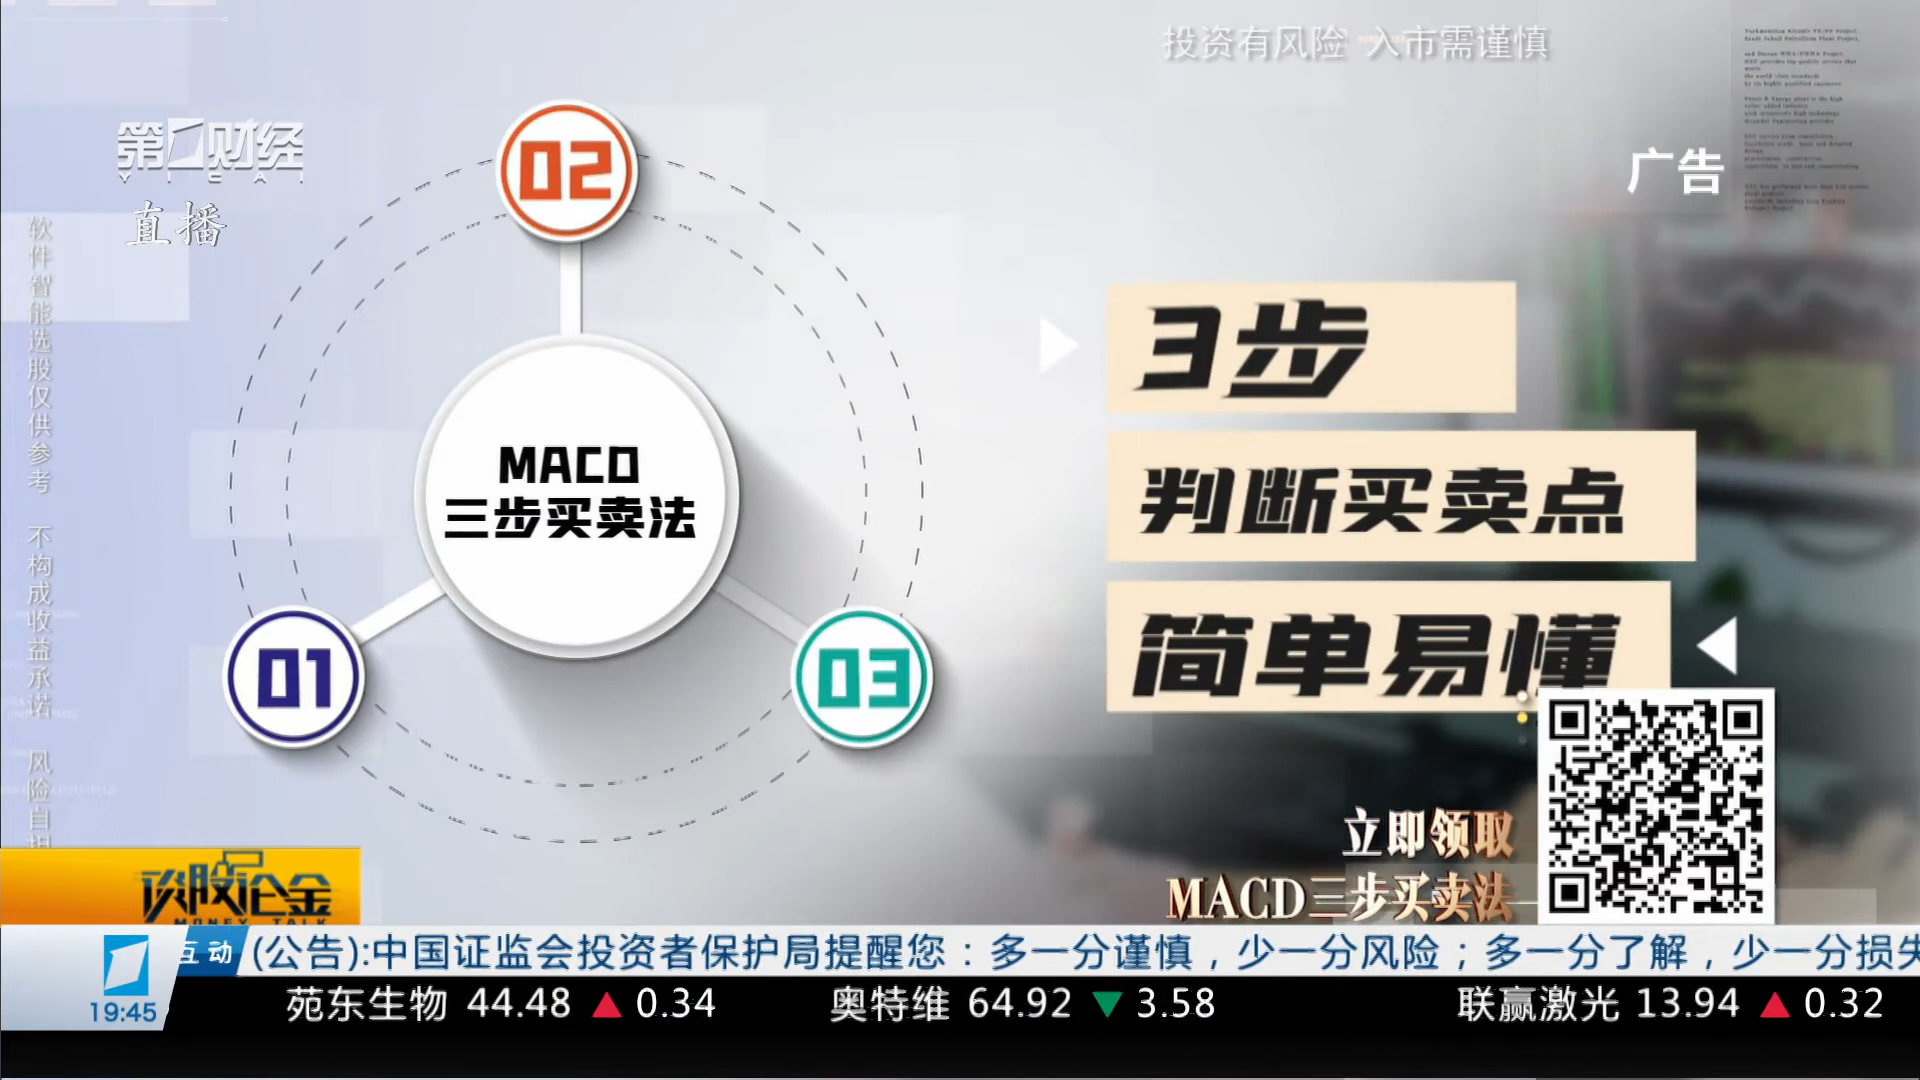 投资有风险 入市需谨慎
第1财经
YICAI
直播
广告
软件智能选股仅供参考 不构成收益承诺 风险自担
02
MACD
三步买卖法
01
03
3步
判断买卖点
简单易懂
立即领取
MACD三步买卖法
谈股论金
MONEY TALK
互动
(公告):中国证监会投资者保护局提醒您：多一分谨慎，少一分风险；多一分了解，少一分损失
19:45
苑东生物 44.48 ▲ 0.34
奥特维 64.92 ▼ 3.58
联赢激光 13.94 ▲ 0.32